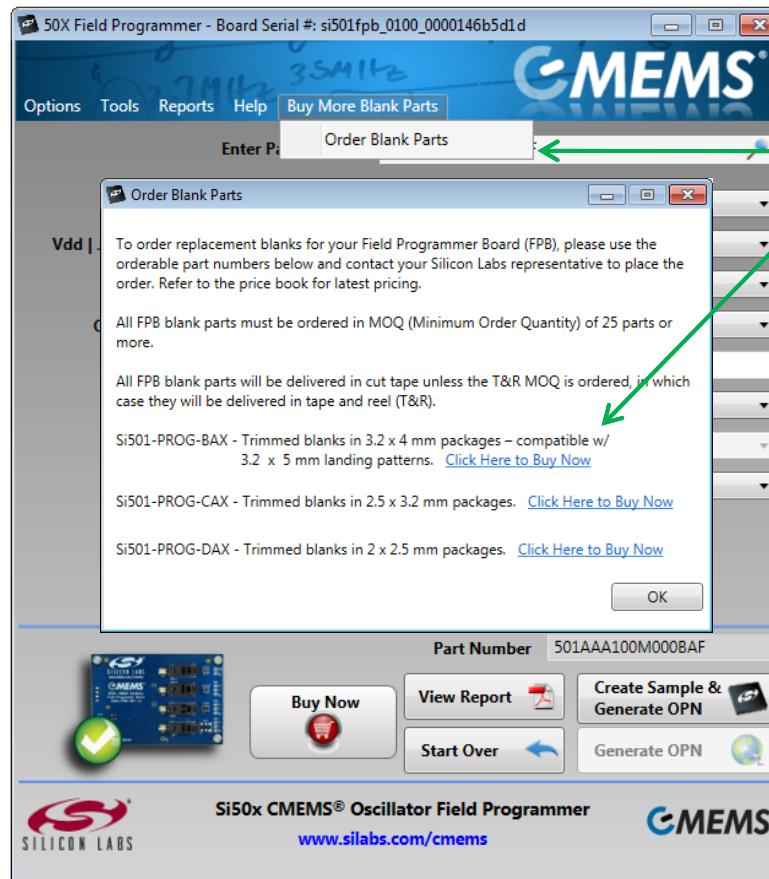 50X Field Programmer - Board Serial #: si501fpb_0100_0000146b5d1d
35MHz
CMEMS®
Options Tools Reports Help Buy More Blank Parts
Order Blank Parts
Enter
Order Blank Parts
Vdd |
To order replacement blanks for your Field Programmer Board (FPB), please use the
orderable part numbers below and contact your Silicon Labs representative to place the
order. Refer to the price book for latest pricing.
All FPB blank parts must be ordered in MOQ (Minimum Order Quantity) of 25 parts or
more.
All FPB blank parts will be delivered in cut tape unless the T&R MOQ is ordered, in which
case they will be delivered in tape and reel (T&R).
Si501-PROG-BAX - Trimmed blanks in 3.2 x 4 mm packages – compatible w/
3.2 x 5 mm landing patterns. Click Here to Buy Now
Si501-PROG-CAX - Trimmed blanks in 2.5 x 3.2 mm packages. Click Here to Buy Now
Si501-PROG-DAX - Trimmed blanks in 2 x 2.5 mm packages. Click Here to Buy Now
OK
Part Number 501AAA100M000BAF
SILICON LABS
CMEMS
Buy Now
View Report
Create Sample &
Generate OPN
Start Over
Generate OPN
SILICON LABS
Si50x CMEMS® Oscillator Field Programmer
www.silabs.com/cmems
CMEMS